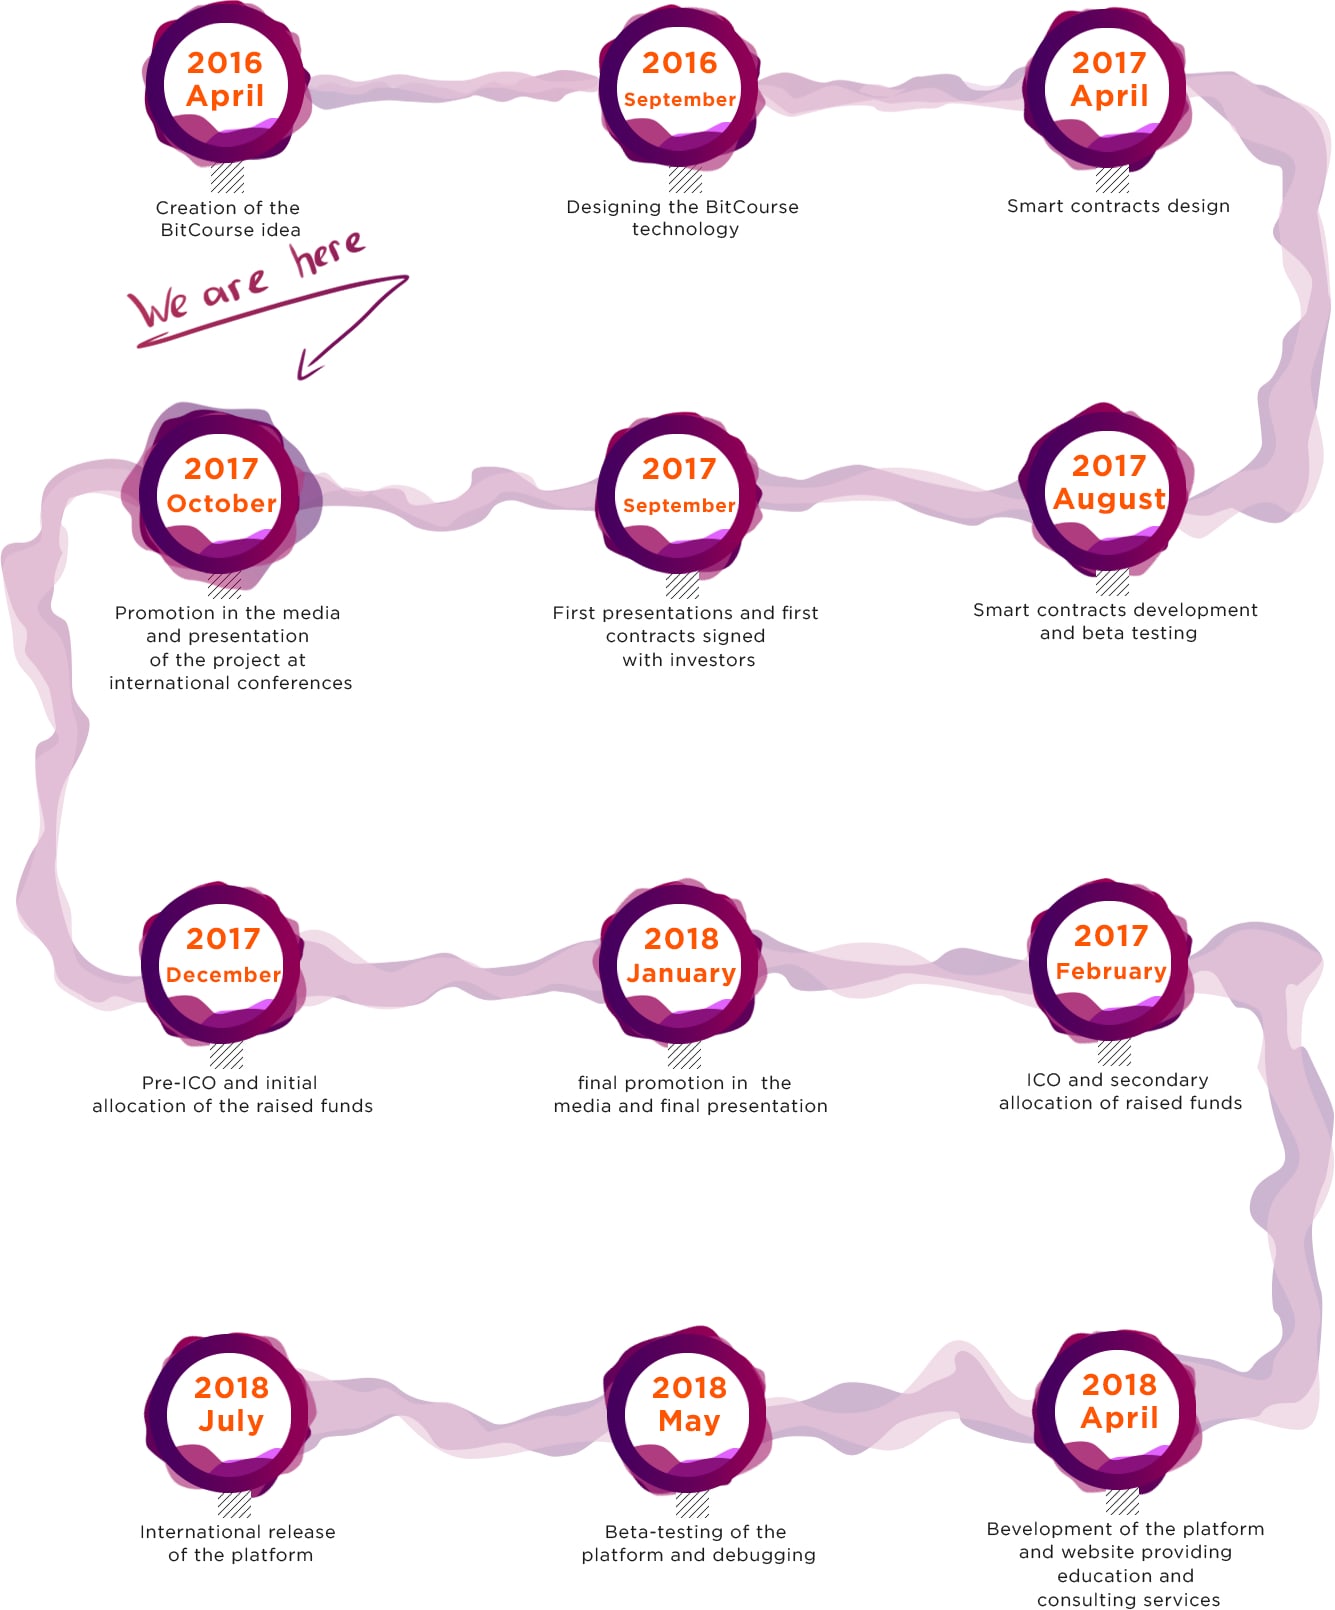 2016
April
Creation of the
BitCourse idea
2016
September
Designing the BitCourse
technology
2017
April
Smart contracts design
We are here
2017
October
Promotion in the media
and presentation
of the project at
international conferences
2017
September
First presentations and first
contracts signed
with investors
2017
August
Smart contracts development
and beta testing
2017
December
Pre-ICO and initial
allocation of the raised funds
2018
January
final promotion in the
media and final presentation
2017
February
ICO and secondary
allocation of raised funds
2018
July
International release
of the platform
2018
May
Beta-testing of the
platform and debugging
2018
April
Bevelopment of the platform
and website providing
education and
consulting services